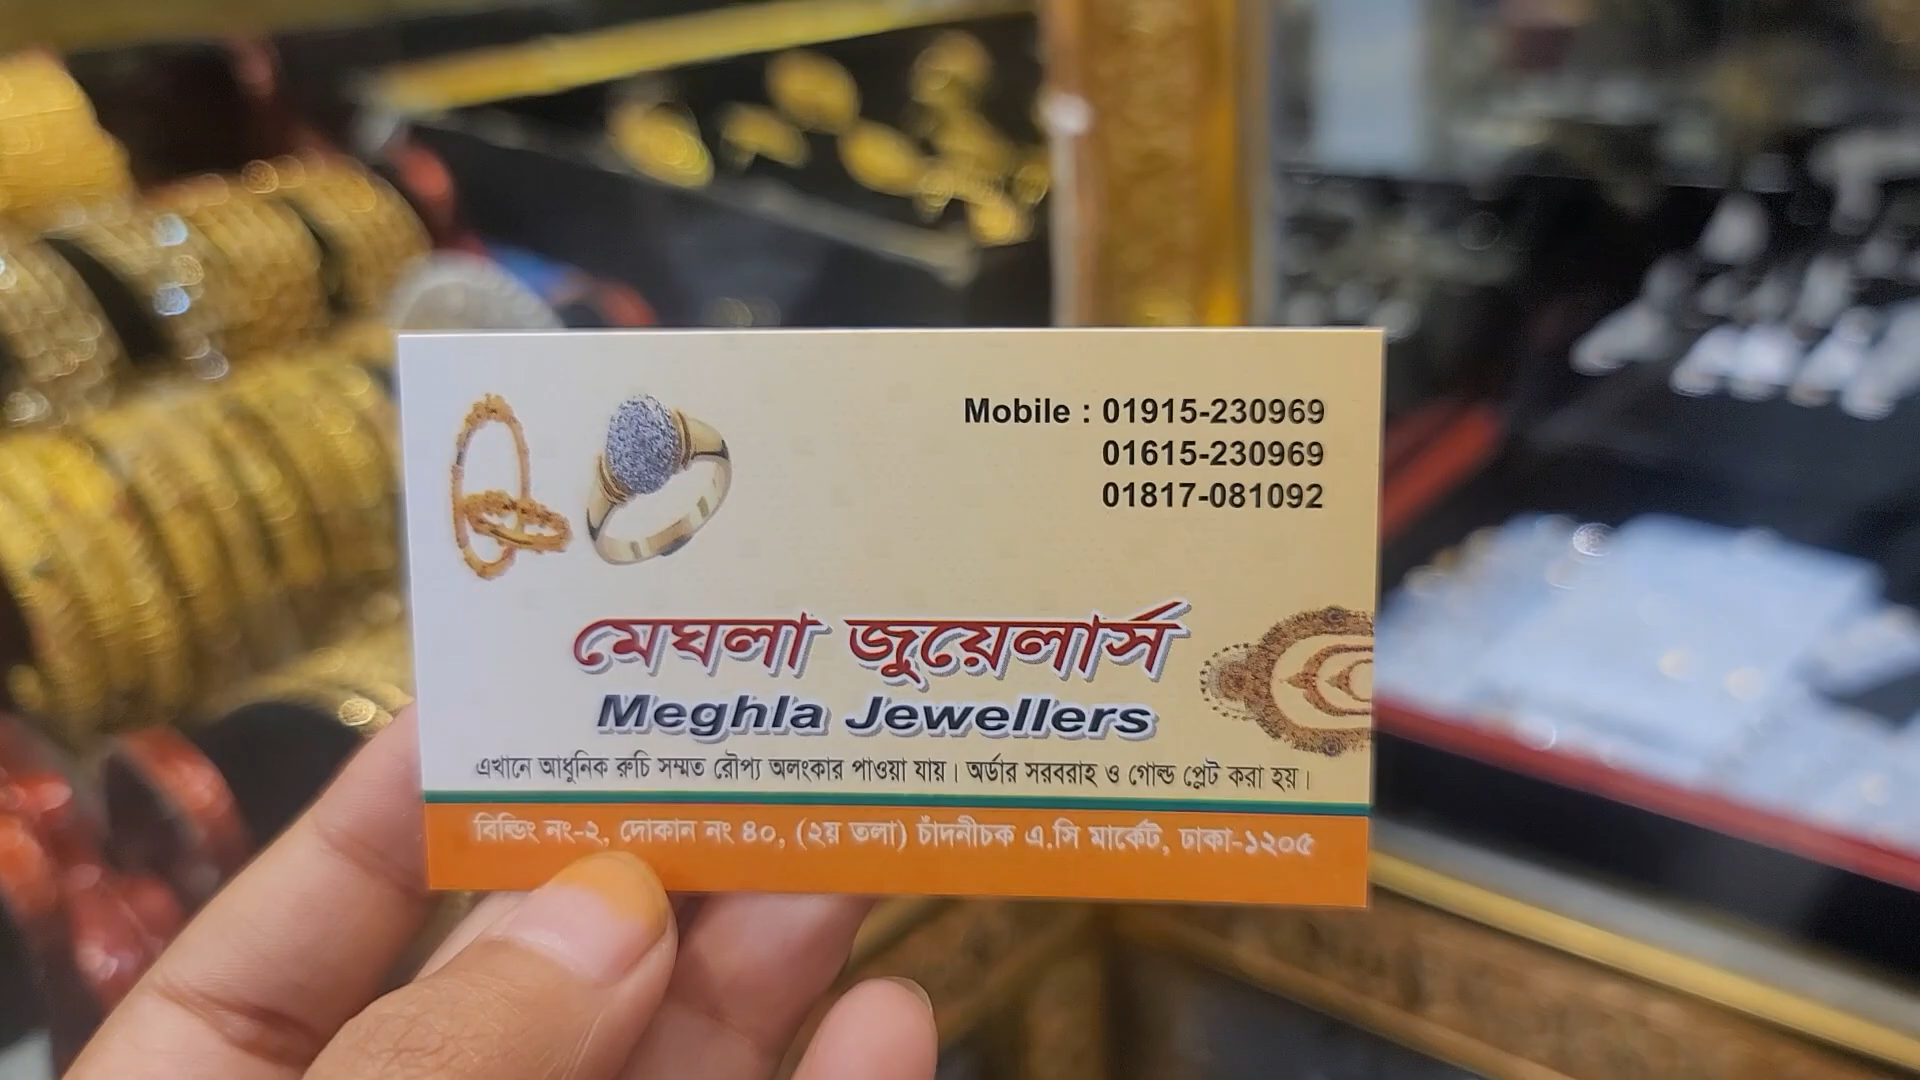 Mobile : 01915-230969
01615-230969
01817-081092
মেঘলা জুয়েলার্স
Meghla Jewellers
এখানে আধুনিক রুচি সম্মত রৌপ্য অলংকার পাওয়া যায়। অর্ডার সরবরাহ ও গোল্ড প্লেট করা হয়।
বিল্ডিং নং-২, দোকান নং ৪০, (২য় তলা) চাঁদনীচক এ.সি মার্কেট, ঢাকা-১২০৫